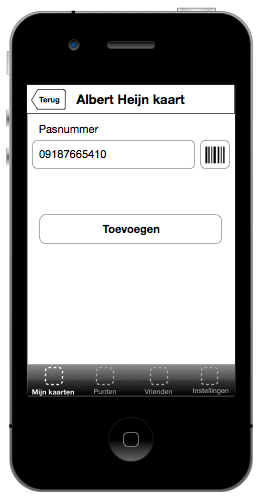 Terug
Albert Heijn kaart
Pasnummer
09187665410
Toevoegen
Mijn kaarten
Punten
Vrienden
Instellingen